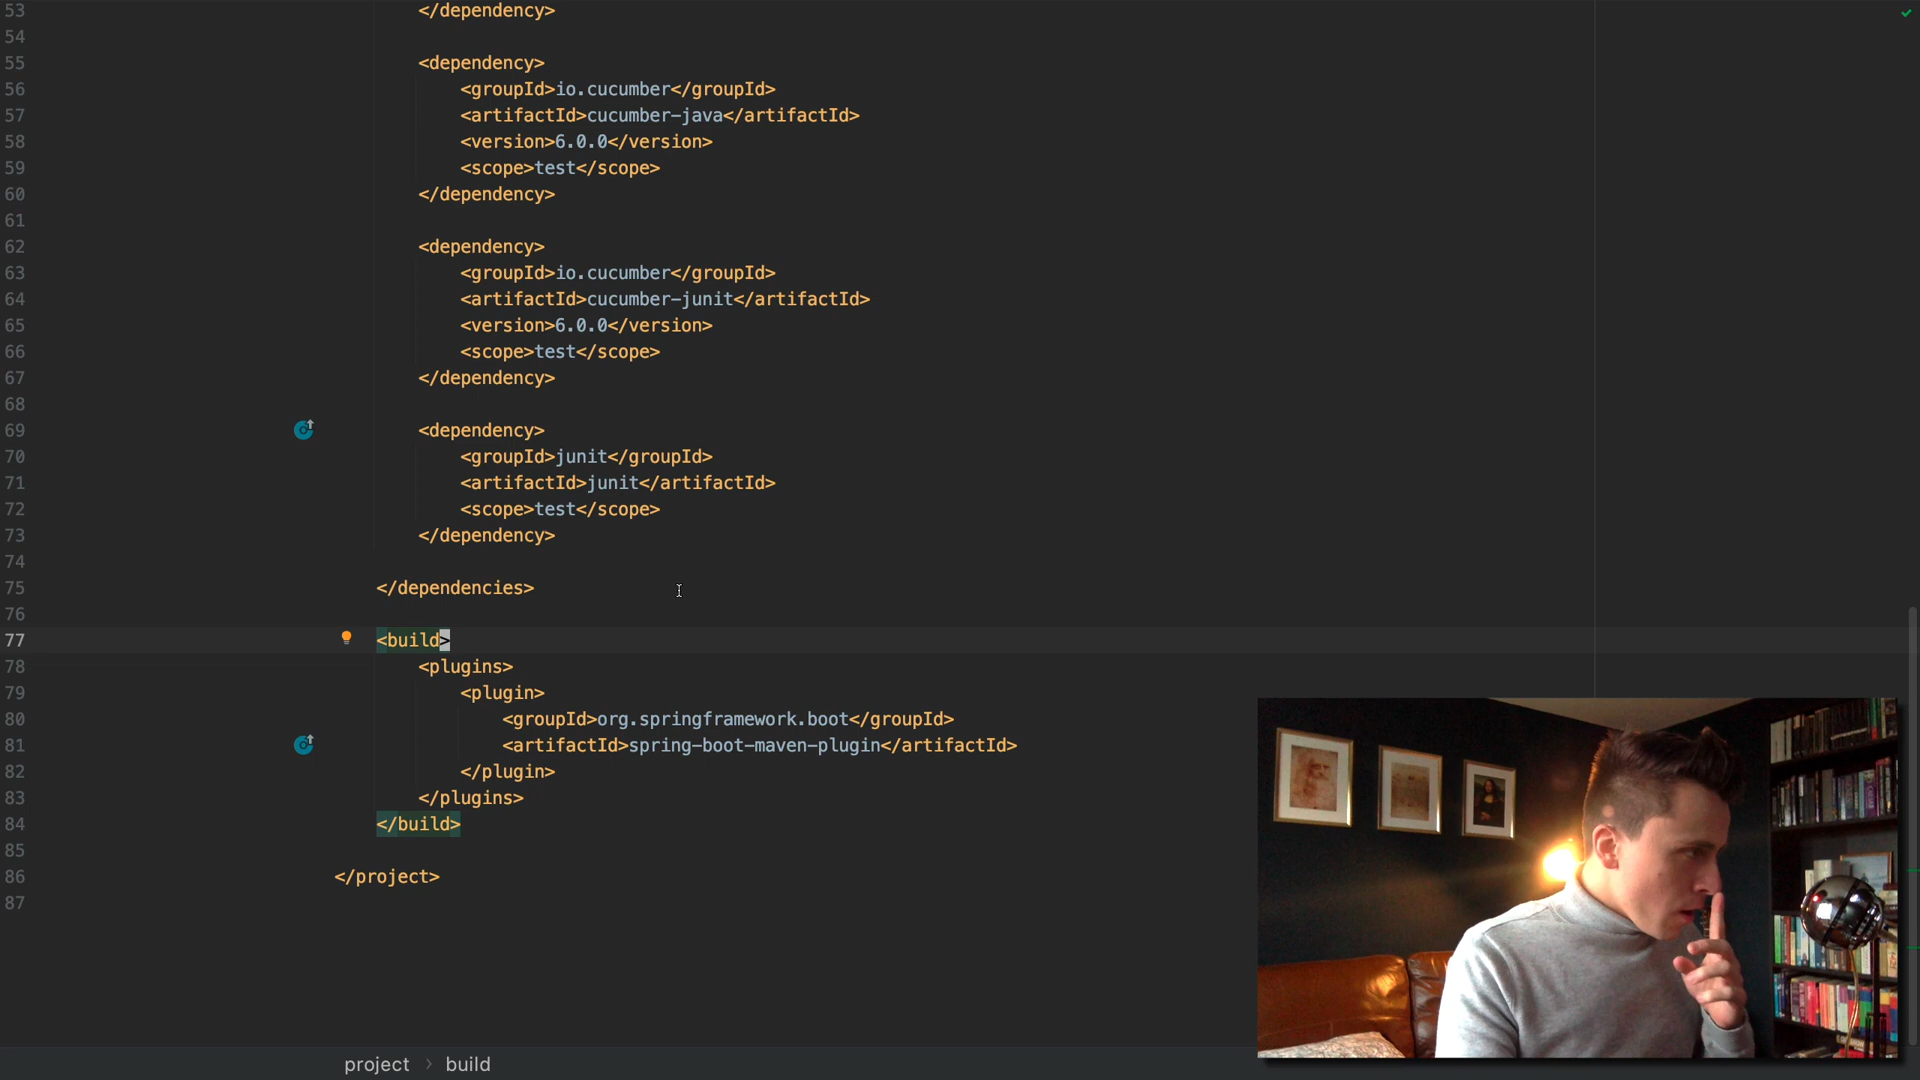 53 </dependency>
54
55 <dependency>
56 <groupId>io.cucumber</groupId>
57 <artifactId>cucumber-java</artifactId>
58 <version>6.0.0</version>
59 <scope>test</scope>
60 </dependency>
61
62 <dependency>
63 <groupId>io.cucumber</groupId>
64 <artifactId>cucumber-junit</artifactId>
65 <version>6.0.0</version>
66 <scope>test</scope>
67 </dependency>
68
69 <dependency>
70 <groupId>junit</groupId>
71 <artifactId>junit</artifactId>
72 <scope>test</scope>
73 </dependency>
74
75 </dependencies>
76
77 <build>
78 <plugins>
79 <plugin>
80 <groupId>org.springframework.boot</groupId>
81 <artifactId>spring-boot-maven-plugin</artifactId>
82 </plugin>
83 </plugins>
84 </build>
85
86 </project>
87
project > build